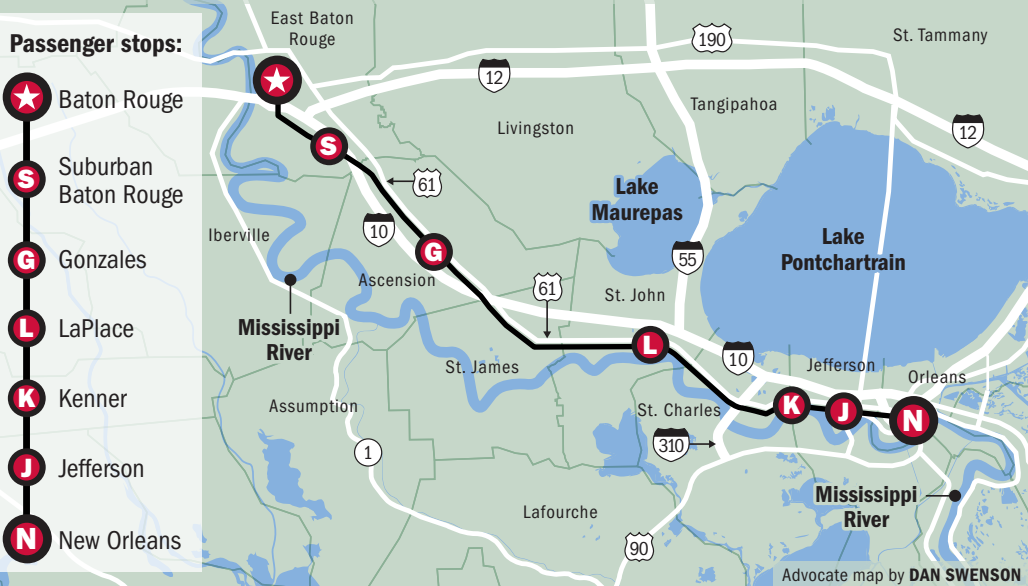 Passenger stops:
Baton Rouge
S
Suburban
Baton Rouge
G
Gonzales
L
LaPlace
K
Kenner
J
Jefferson
N
New Orleans
East Baton
Rouge
190
St. Tammany
12
Tangipahoa
Livingston
12
S
61
Lake
Maurepas
Iberville
10
G
Lake
Pontchartrain
55
Ascension
61
St. John
Mississippi
River
L
10
St. James
Jefferson
Orleans
Assumption
St. Charles
K
J
N
310
1
Mississippi
River
Lafourche
90
Advocate map by DAN SWENSON